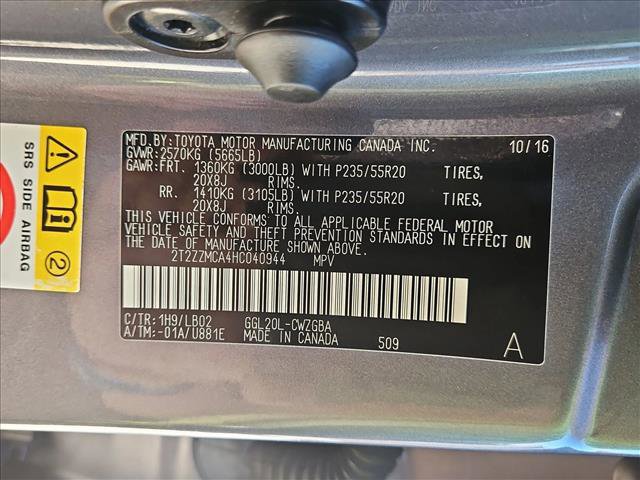 MFD.BY:TOYOTA MOTOR MANUFACTURING CANADA INC. 10/16
GVWR:2570KG (5665LB)
GAWR:FRT. 1360KG (3000LB) WITH P235/55R20 TIRES,
20X8J RIMS.
RR. 1410KG (3105LB) WITH P235/55R20 TIRES,
20X8J RIMS.
THIS VEHICLE CONFORMS TO ALL APPLICABLE FEDERAL MOTOR
VEHICLE SAFETY AND THEFT PREVENTION STANDARDS IN EFFECT ON
THE DATE OF MANUFACTURE SHOWN ABOVE.
2T2ZZMCA4HC040944 MPV
C/TR:1H9/LB02 GGL20L-CWZGBA
A/TM:-01A/U881E MADE IN CANADA 509 A
SRS SIDE AIRBAG
2